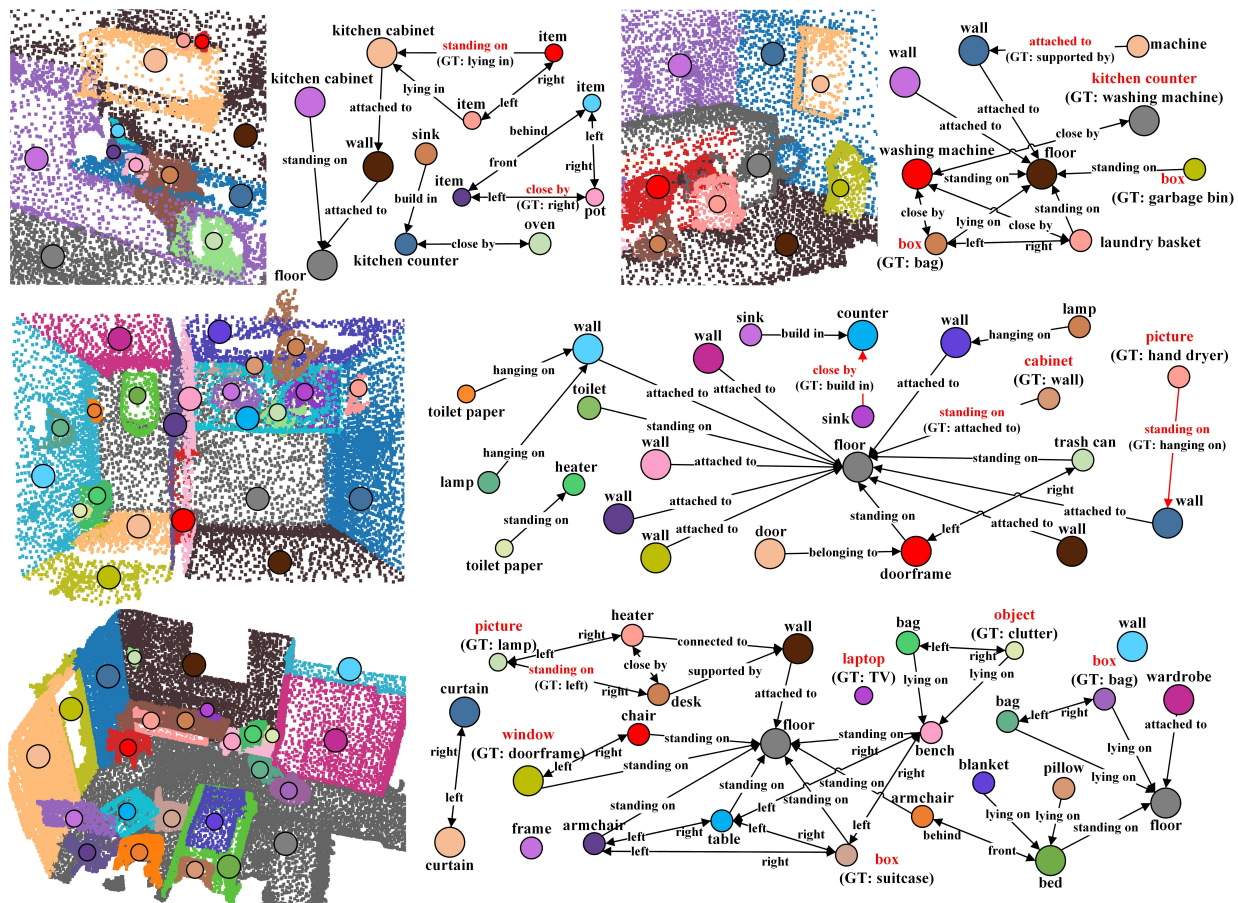 kitchen cabinet
standing on
(GT: lying in)
item
kitchen cabinet
lying in
item
left
right
item
attached to
behind
left
standing on
wall
sink
front
right
item
left
close by
(GT: right)
pot
attached to
build in
oven
floor
kitchen counter
close by
wall
wall
attached to
(GT: supported by)
machine
kitchen counter
(GT: washing machine)
attached to
attached to
close by
washing machine
floor
standing on
standing on
box
(GT: garbage bin)
close by
lying on
close by
standing on
box
(GT: bag)
left
right
laundry basket
wall
wall
sink
build in
counter
wall
hanging on
lamp
picture
(GT: hand dryer)
hanging on
toilet paper
attached to
attached to
close by
(GT: build in)
attached to
cabinet
(GT: wall)
toilet
sink
standing on
(GT: attached to)
standing on
(GT: hanging on)
standing on
hanging on
wall
attached to
floor
standing on
trash can
lamp
heater
right
wall
attached to
attached to
wall
standing on
wall
attached to
standing on
left
attached to
wall
toilet paper
door
belonging to
doorframe
picture
(GT: lamp)
right
left
heater
connected to
wall
bag
left
right
object
(GT: clutter)
wall
standing on
(GT: left)
close by
supported by
right
desk
laptop
(GT: TV)
lying on
lying on
box
(GT: bag)
wardrobe
curtain
attached to
bag
left
right
attached to
chair
floor
window
(GT: doorframe)
left
right
standing on
standing on
right
bench
lying on
right
standing on
lying on
left
standing on
standing on
standing on
standing on
left
right
blanket
pillow
floor
frame
armchair
left
right
table
left
right
left
armchair
behind
lying on
lying on
standing on
curtain
left
right
box
(GT: suitcase)
front
bed